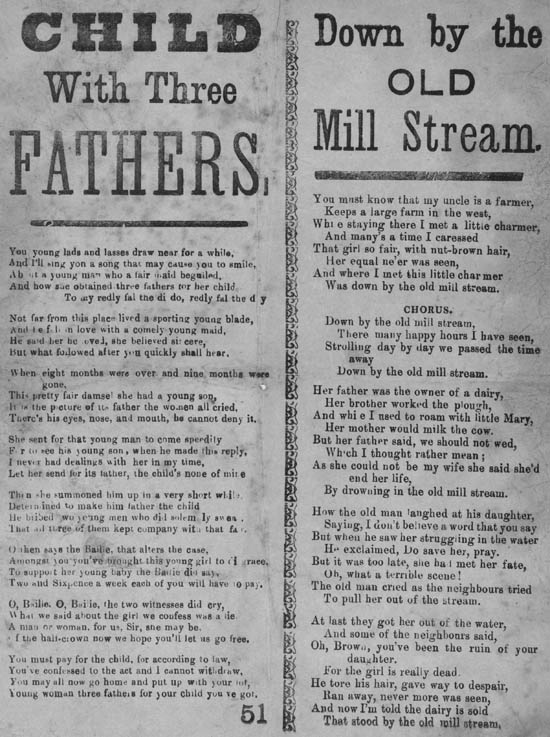 CHILD
With Three
FATHERS.
You young lads and lasses draw near for a while,
And I'll sing you a song that may cause you to smile,
Ab ut a young man who a fair maid beguiled,
And how she obtained three fathers for her child.
To my redly fal the di do, redly fal the d y
Not far from this place lived a sporting young blade,
And he fell in love with a comely young maid,
He said her he loved, she believed sincere,
But what followed after you quickly shall hear.
When eight months were over and nine months were
gone,
This pretty fair damsel she had a young son,
It is the picture of its father the women all cried,
There's his eyes, nose, and mouth, he cannot deny it.
She sent for that young man to come speedily
For to see his young son, when he made this reply,
I never had dealings with her in my time,
Let her send for its father, the child's none of mine
Then she summoned him up in a very short while.
Determined to make him father the child
He bribed two young men who did solemnly swear,
That all three of them kept company with that fair.
O then says the Bailie, that alters the case,
Amongst you you've brought this young girl to disgrace,
To support her young baby the Bailie did say,
Two and Sixpence a week each of you will have to pay.
O, Bailie, O, Bailie, the two witnesses did cry,
What we said about the girl we confess was a lie
A man or woman, for us, Sir, she may be.
f the half-crown now we hope you'll let us go free.
You must pay for the child, for according to law,
You've confessed to the act and I cannot withdraw,
You may all now go home and put up with your lot,
Young woman three fathers for your child you've got.
51
Down by the
OLD
Mill Stream.
You must know that my uncle is a farmer,
Keeps a large farm in the west,
Whi e staying there I met a little charmer,
And many's a time I caressed
That girl so fair, with nut-brown hair,
Her equal ne'er was seen,
And where I met this little charmer
Was down by the old mill stream.
CHORUS.
Down by the old mill stream,
There many happy hours I have seen,
Strolling day by day we passed the time
away
Down by the old mill stream.
Her father was the owner of a dairy,
Her brother worked the plough,
And whi e I used to roam with little Mary,
Her mother would milk the cow.
But her father said, we should not wed,
Which I thought rather mean;
As she could not be my wife she said she'd
end her life,
By drowning in the old mill stream.
How the old man laughed at his daughter,
Saying, I don't believe a word that you say
But when he saw her struggling in the water
He exclaimed, Do save her, pray.
But it was too late, she ha l met her fate,
Oh, what a terrible scene!
The old man cried as the neighbours tried
To pull her out of the stream.
At last they got her out of the water,
And some of the neighbours said,
Oh, Brown, you've been the ruin of your
daughter.
For the girl is really dead.
He tore his hair, gave way to despair,
Ran away, never more was seen,
And now I'm told the dairy is sold
That stood by the old mill stream.